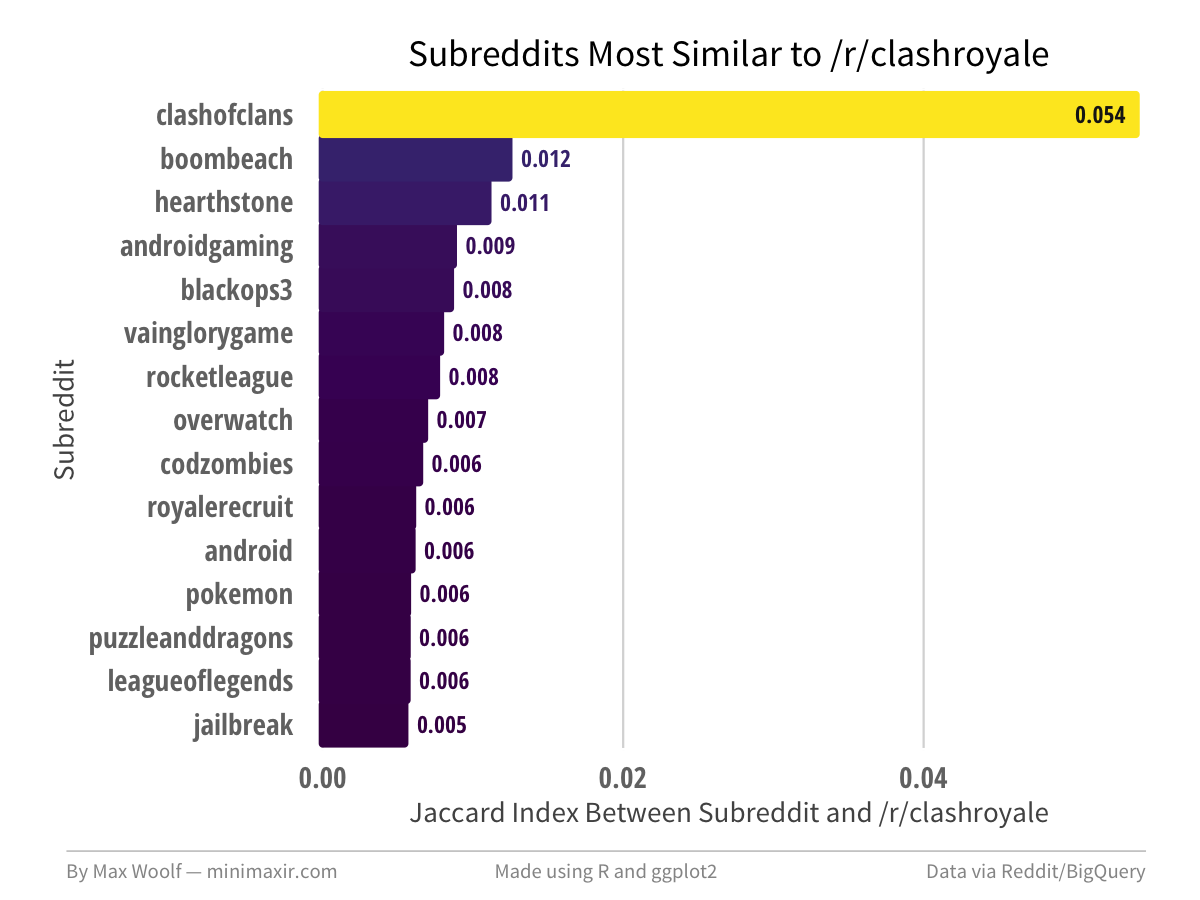 Subreddits Most Similar to /r/clashroyale
clashofclans 0.054
boombeach 0.012
hearthstone 0.011
androidgaming 0.009
blackops3 0.008
vainglorygame 0.008
rocketleague 0.008
overwatch 0.007
codzombies 0.006
royalerecruit 0.006
android 0.006
pokemon 0.006
puzzleanddragons 0.006
leagueoflegends 0.006
jailbreak 0.005
Subreddit
0.00 0.02 0.04
Jaccard Index Between Subreddit and /r/clashroyale
By Max Woolf — minimaxir.com Made using R and ggplot2 Data via Reddit/BigQuery